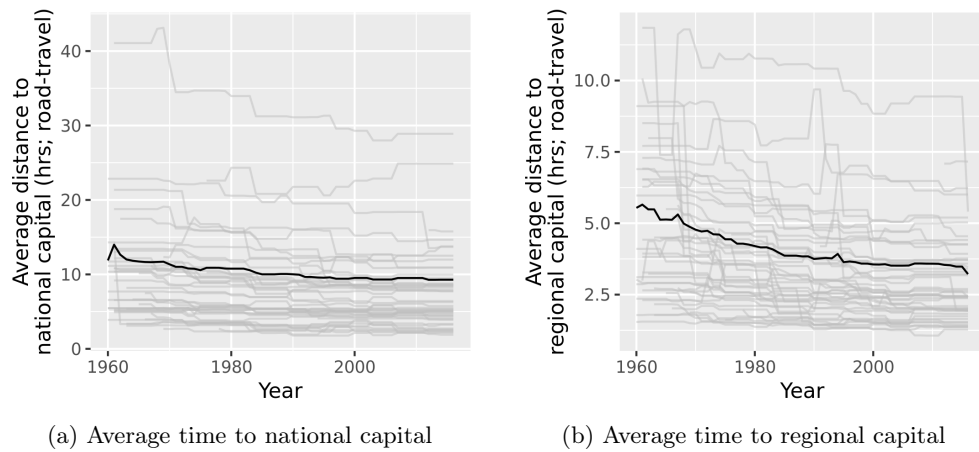 Average distance to
national capital (hrs; road-travel)
40
30
20
10
0
1960
1980
2000
Year
(a) Average time to national capital
Average distance to
regional capital (hrs; road-travel)
10.0
7.5
5.0
2.5
1960
1980
2000
Year
(b) Average time to regional capital